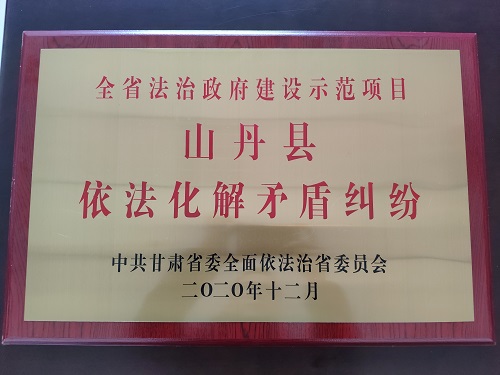 全省法治政府建设示范项目
山丹县
依法化解矛盾纠纷
中共甘肃省委全面依法治省委员会
二〇二〇年十二月